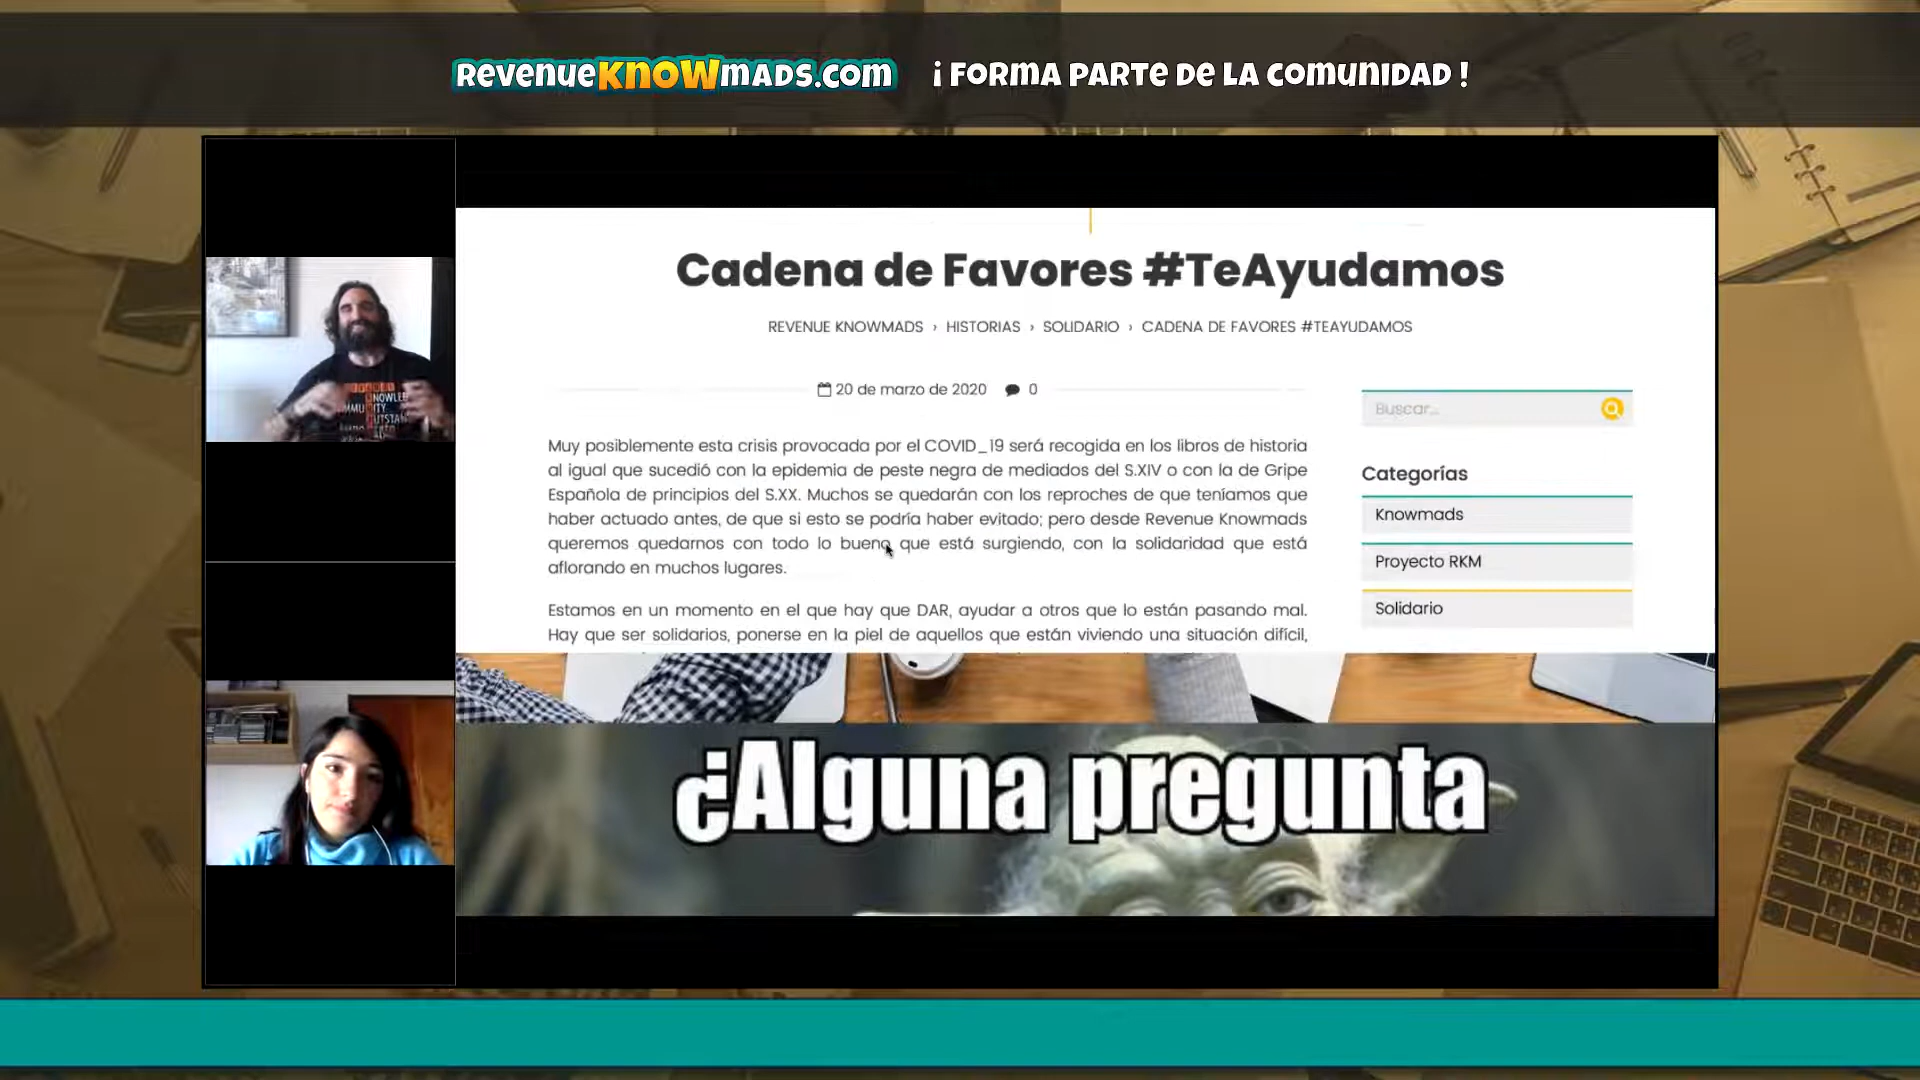 RevenueKNOWmads.com ¡ FORMA PARTE DE LA COMUNIDAD !
Cadena de Favores #TeAyudamos
REVENUE KNOWMADS › HISTORIAS › SOLIDARIO › CADENA DE FAVORES #TEAYUDAMOS
20 de marzo de 2020 0
Buscar...
Muy posiblemente esta crisis provocada por el COVID_19 será recogida en los libros de historia
al igual que sucedió con la epidemia de peste negra de mediados del S.XIV o con la de Gripe
Española de principios del S.XX. Muchos se quedarán con los reproches de que teníamos que
haber actuado antes, de que si esto se podría haber evitado; pero desde Revenue Knowmads
queremos quedarnos con todo lo bueno que está surgiendo, con la solidaridad que está
aflorando en muchos lugares.
Estamos en un momento en el que hay que DAR, ayudar a otros que lo están pasando mal.
Hay que ser solidarios, ponerse en la piel de aquellos que están viviendo una situación difícil,
Categorías
Knowmads
Proyecto RKM
Solidario
¿Alguna pregunta